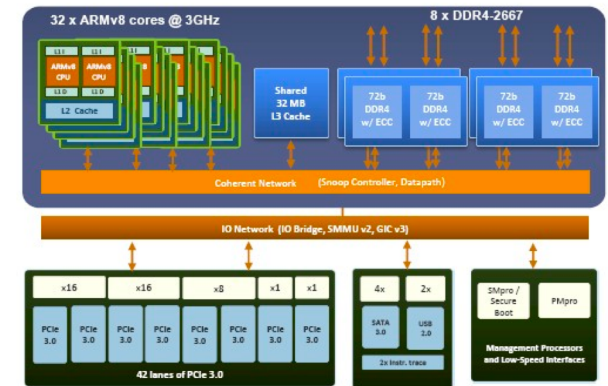 32 x ARMv8 cores @ 3GHz
8 x DDR4-2667
L1 I
L1 I
ARMv8
CPU
ARMv8
CPU
L1 D
L1 D
L2 Cache
Shared
32 MB
L3 Cache
72b
DDR4
w/ ECC
72b
DDR4
w/ ECC
72b
DDR4
w/ ECC
72b
DDR4
w/ ECC
Coherent Network (Snoop Controller, Datapath)
IO Network (IO Bridge, SMMU v2, GIC v3)
x16
x16
x8
x1
x1
PCIe
3.0
PCIe
3.0
PCIe
3.0
PCIe
3.0
PCIe
3.0
PCIe
3.0
PCIe
3.0
PCIe
3.0
42 lanes of PCIe 3.0
4x
2x
SATA
3.0
USB
2.0
2x Instr. trace
SMpro /
Secure
Boot
PMpro
Management Processors
and Low-Speed Interfaces